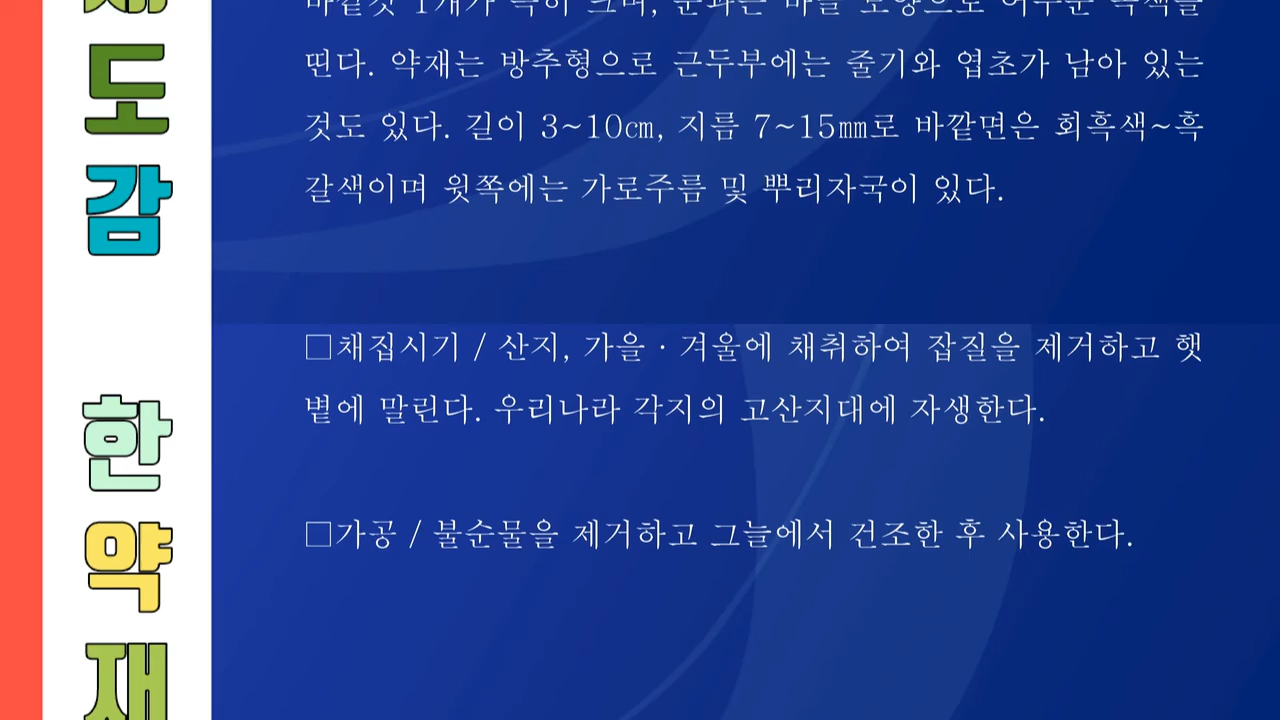 도
감
한
약
재
띤다. 약재는 방추형으로 근두부에는 줄기와 엽초가 남아 있는
것도 있다. 길이 3~10㎝, 지름 7~15㎜로 바깥면은 회흑색~흑
갈색이며 윗쪽에는 가로주름 및 뿌리자국이 있다.
□채집시기 / 산지, 가을 · 겨울에 채취하여 잡질을 제거하고 햇
볕에 말린다. 우리나라 각지의 고산지대에 자생한다.
□가공 / 불순물을 제거하고 그늘에서 건조한 후 사용한다.